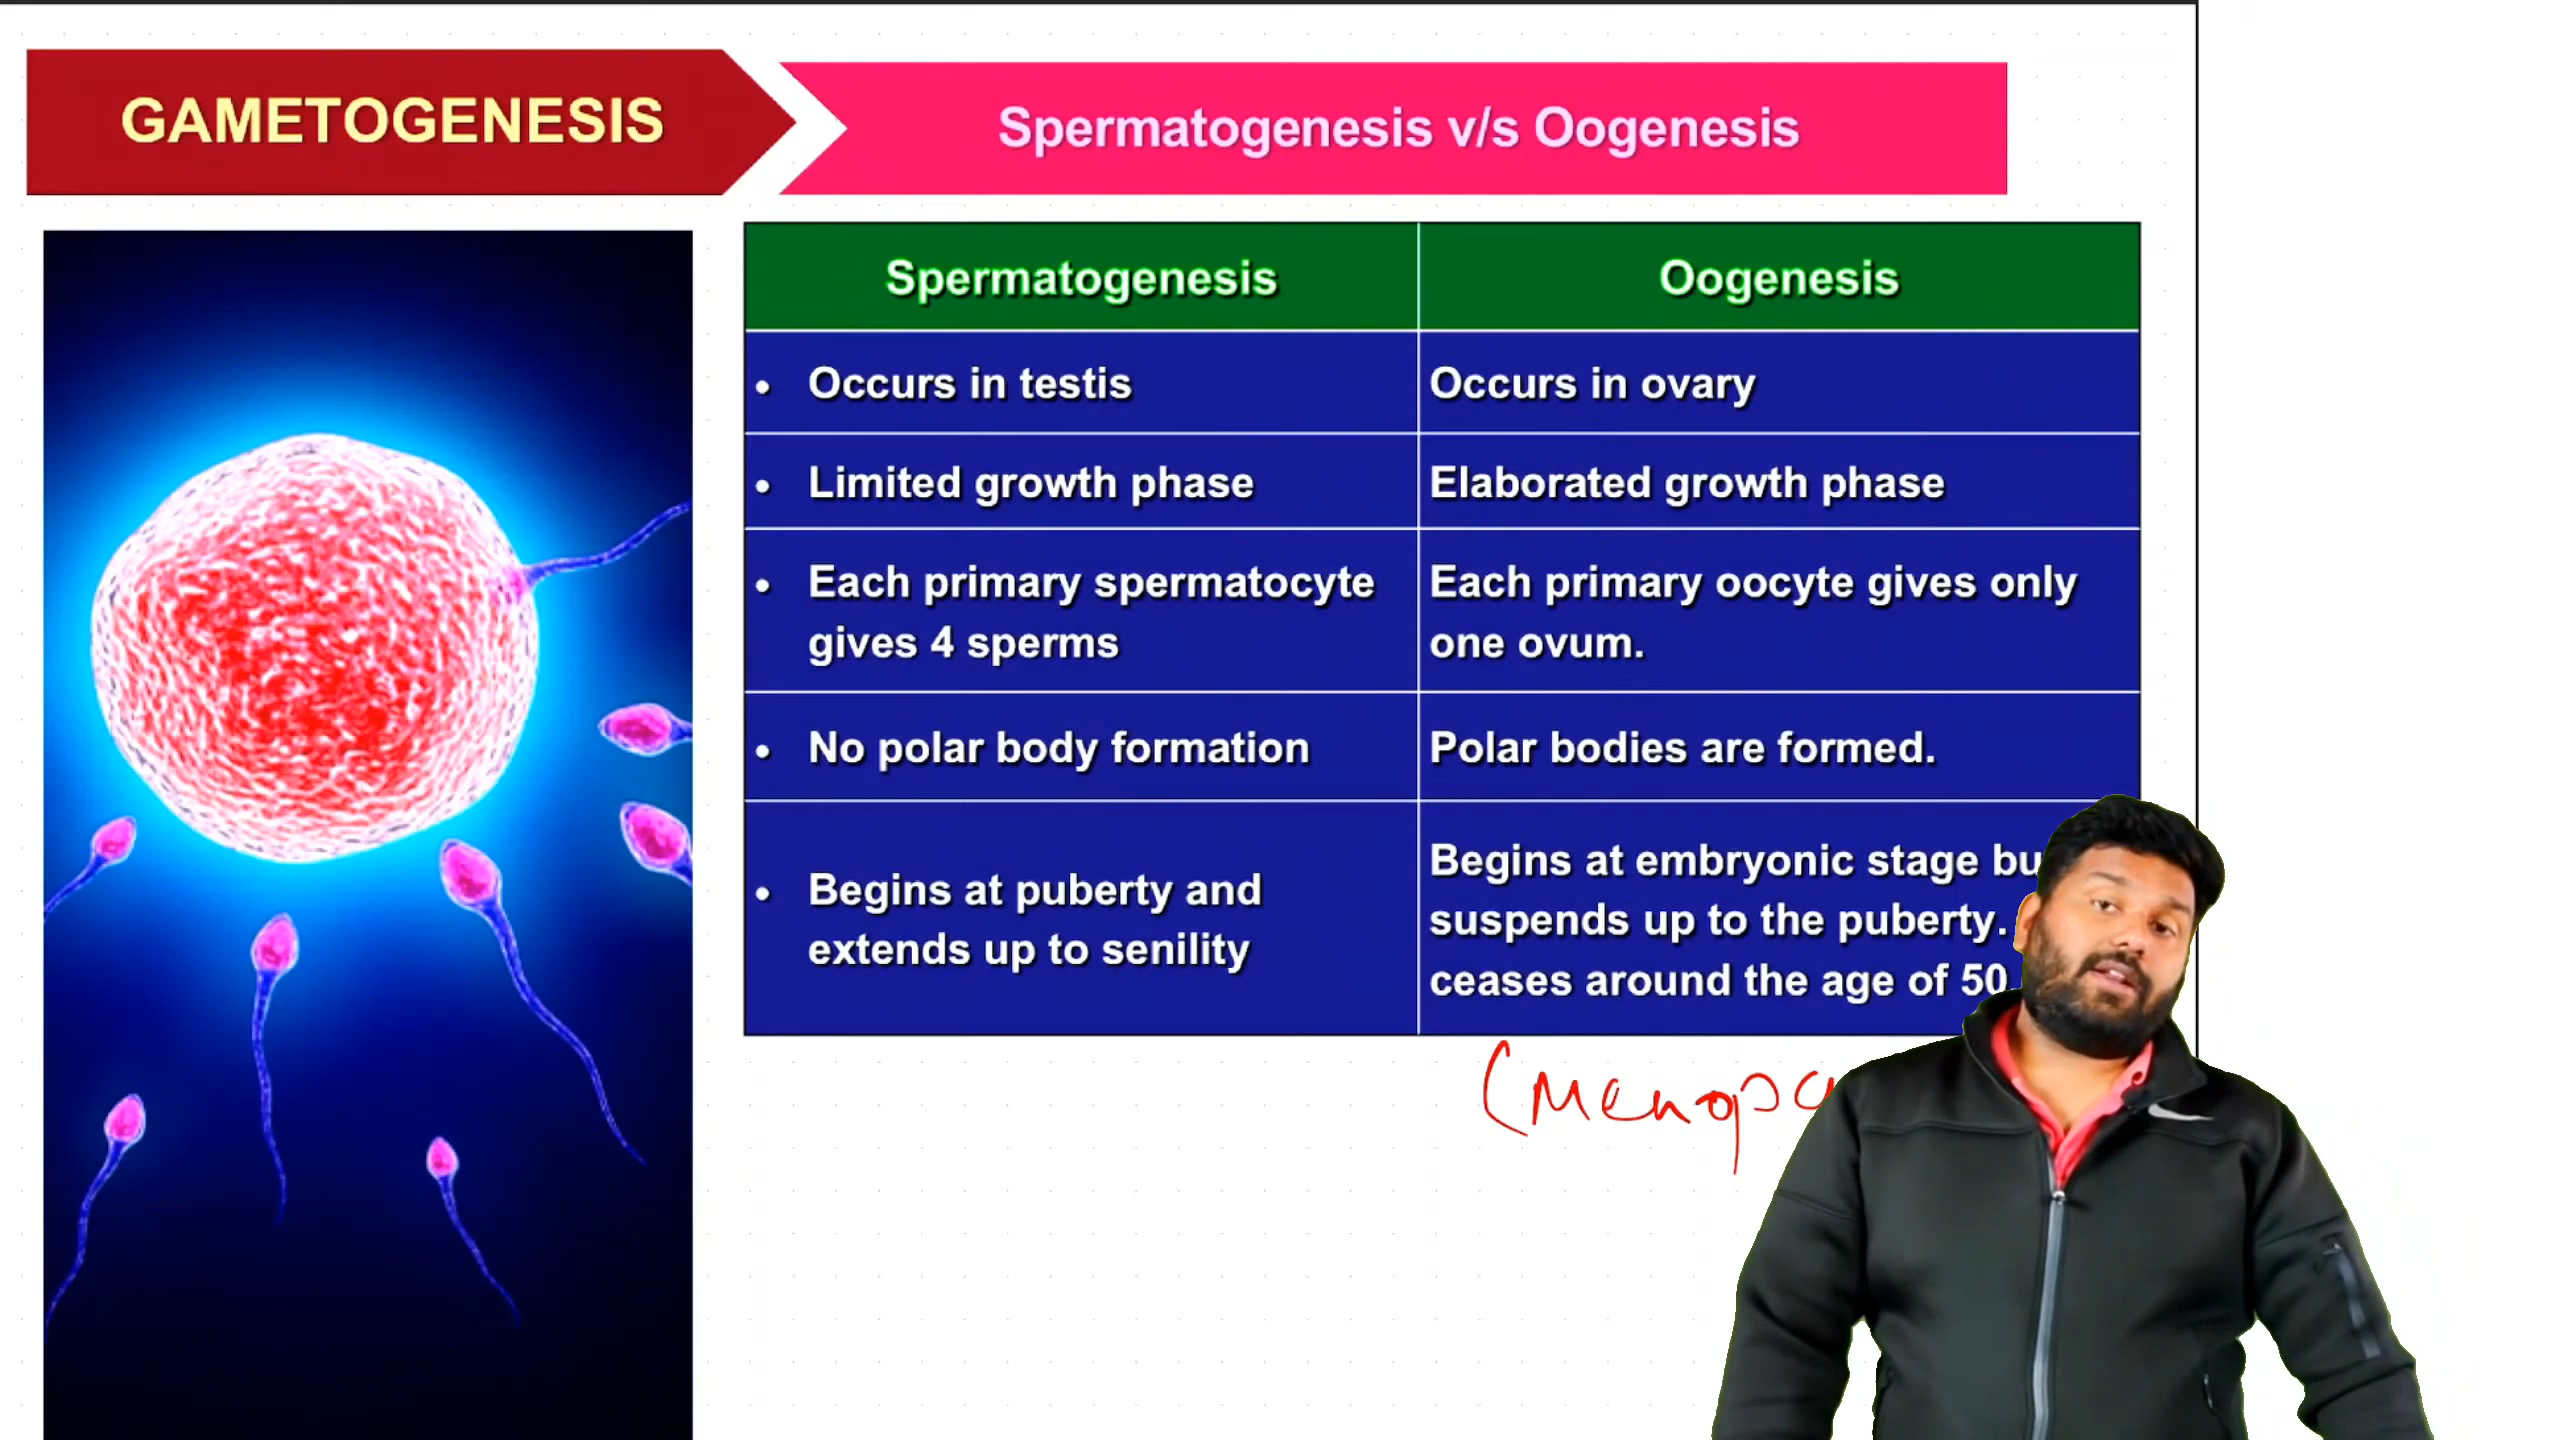 GAMETOGENESIS
Spermatogenesis v/s Oogenesis
Spermatogenesis
Oogenesis
• Occurs in testis
Occurs in ovary
• Limited growth phase
Elaborated growth phase
• Each primary spermatocyte
gives 4 sperms
Each primary oocyte gives only
one ovum.
• No polar body formation
Polar bodies are formed.
• Begins at puberty and
extends up to senility
Begins at embryonic stage
suspends up to the puberty.
ceases around the age of 50